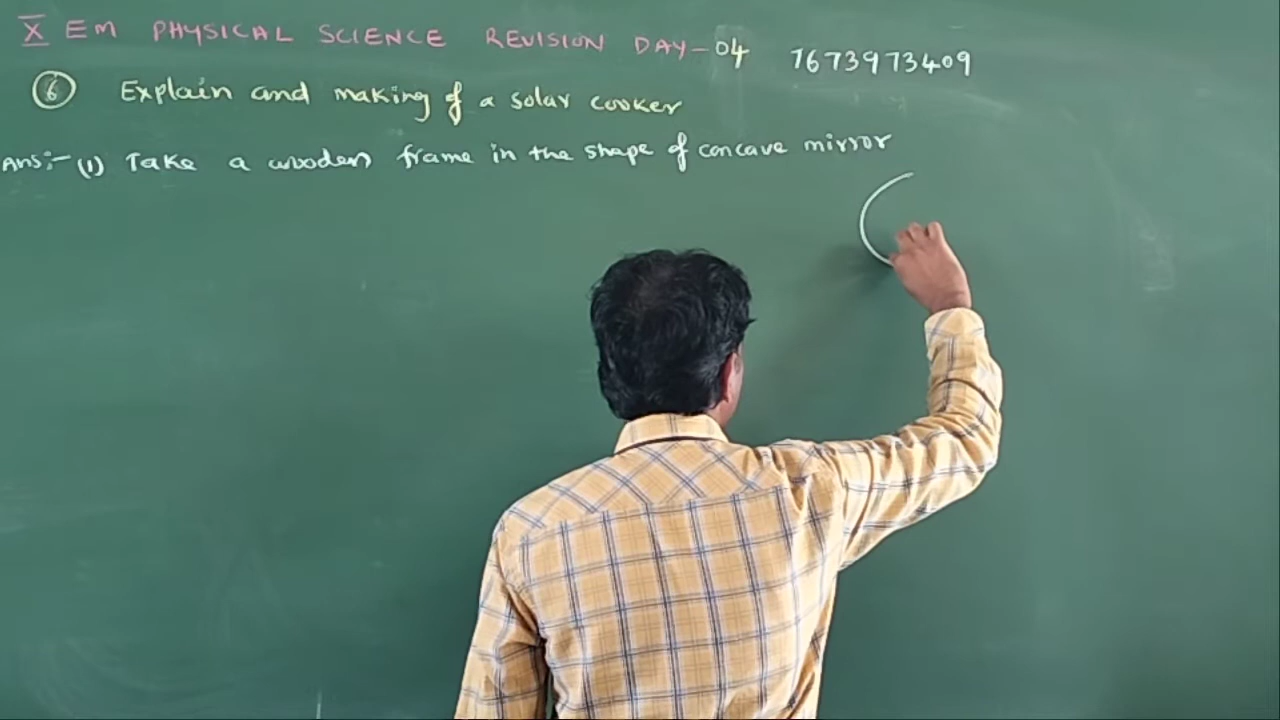 X EM PHYSICAL SCIENCE REVISION DAY-04 7673973409
6 Explain and making of a solar cooker
Ans:- (1) Take a wooden frame in the shape of concave mirror